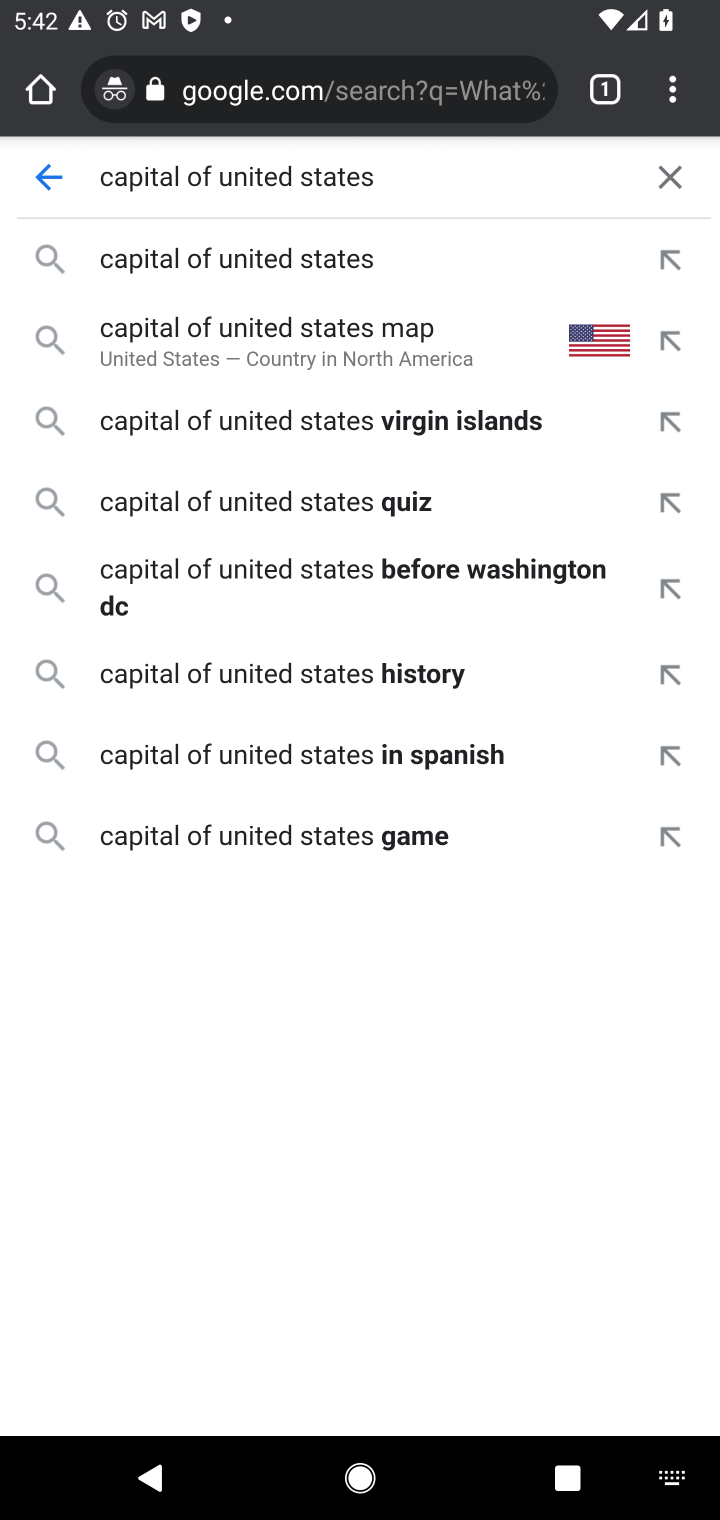 5:42
google.com/search?q=What%
1
capital of united states
capital of united states
capital of united states map
United States — Country in North America
capital of united states virgin islands
capital of united states quiz
capital of united states before washington
dc
capital of united states history
capital of united states in spanish
capital of united states game